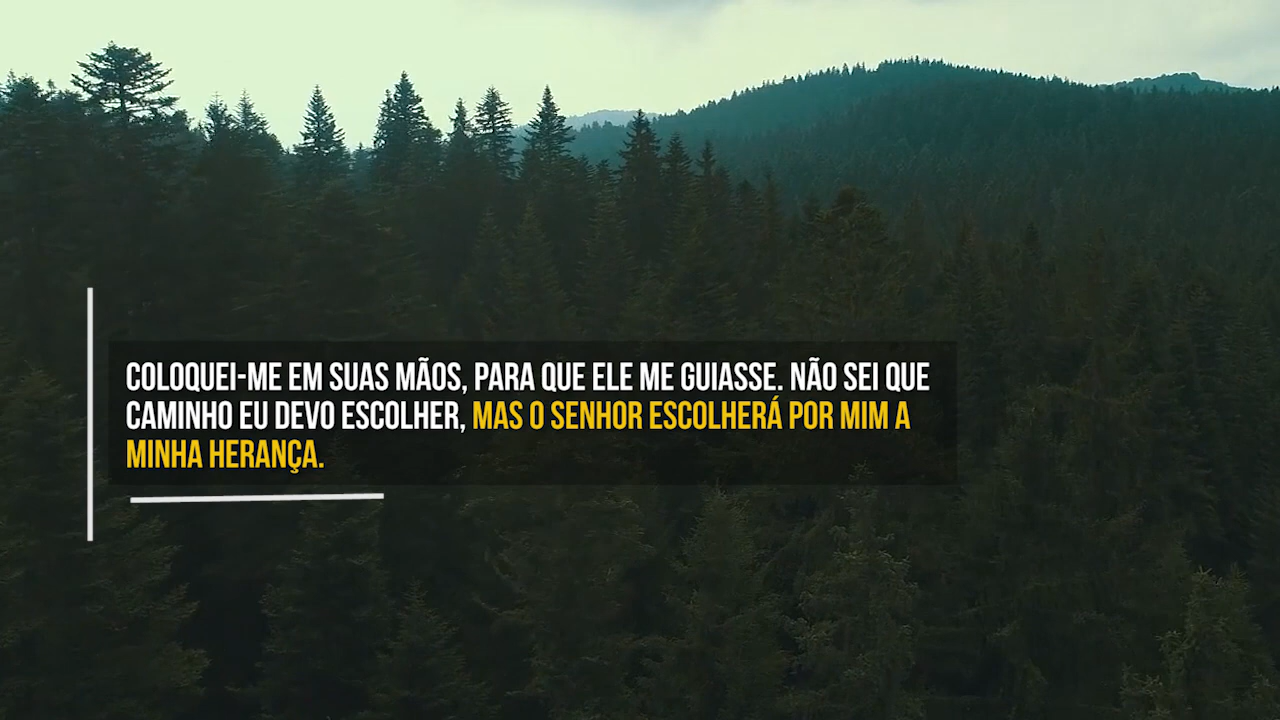 COLOQUEI-ME EM SUAS MÃOS, PARA QUE ELE ME GUIASSE. NÃO SEI QUE
CAMINHO EU DEVO ESCOLHER, MAS O SENHOR ESCOLHERÁ POR MIM A
MINHA HERANÇA.